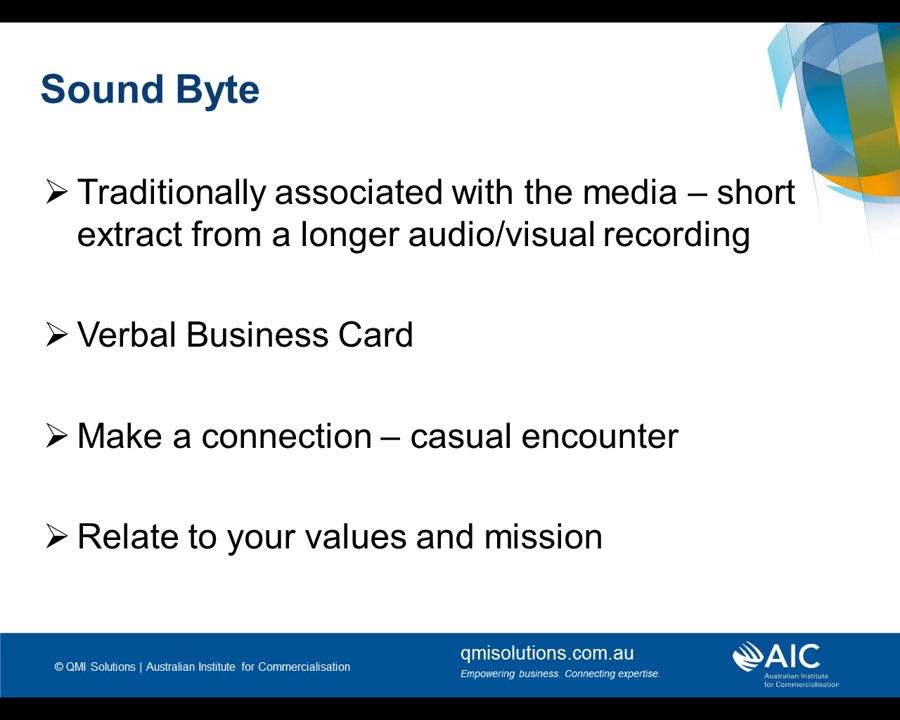 Sound Byte
➢ Traditionally associated with the media – short
extract from a longer audio/visual recording
➢ Verbal Business Card
➢ Make a connection – casual encounter
➢ Relate to your values and mission
© QMI Solutions | Australian Institute for Commercialisation
qmisolutions.com.au
Empowering business. Connecting expertise.
AIC
Australian Institute
for Commercialisation